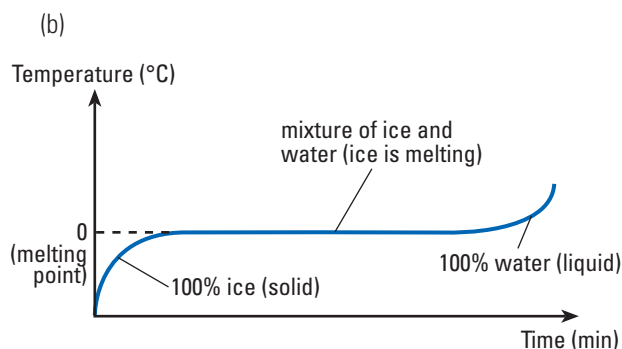 (b)
Temperature (°C)
mixture of ice and
water (ice is melting)
0
(melting
point)
100% ice (solid)
100% water (liquid)
Time (min)